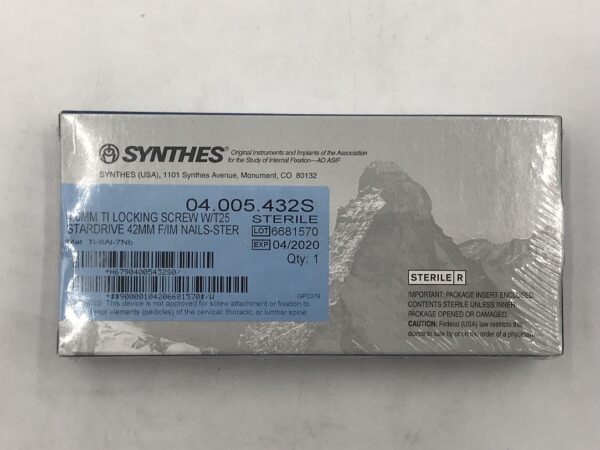 SYNTHES®
Original Instruments and Implants of the Association
for the Study of Internal Fixation—AO ASIF
SYNTHES (USA), 1101 Synthes Avenue, Monument, CO 80132
04.005.432S
TI LOCKING SCREW W/T25 STERILE
STARDRIVE 42MM F/IM NAILS-STER LOT 6681570
Mat. Ti-6Al-7Nb EXP 04/2020
Qty: 1
GP2379
This device is not approved for screw attachment or fixation to
elements (pedicles) of the cervical, thoracic, or lumbar spine
STERILE R
IMPORTANT: PACKAGE INSERT ENCLOSED
CONTENTS STERILE UNLESS INNER
PACKAGE OPENED OR DAMAGED.
CAUTION: Federal (USA) law restricts this
device to sale by or on the order of a physician.